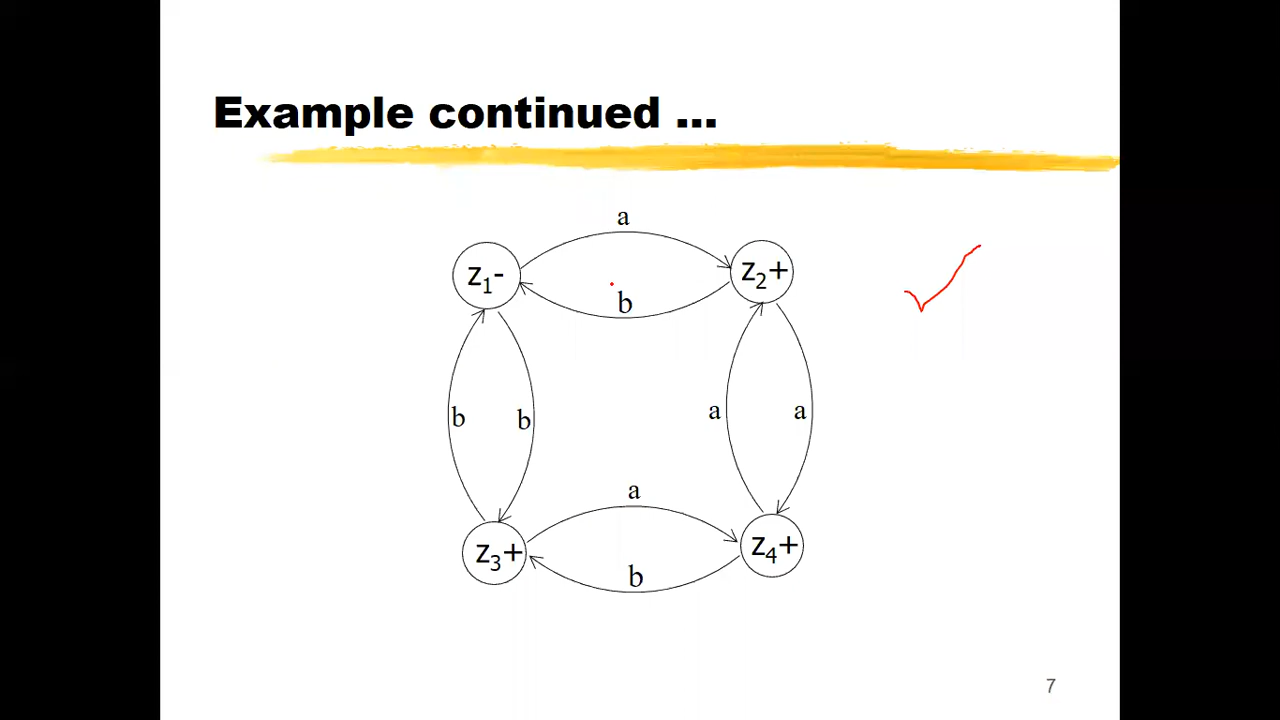 Example continued ...
a
z₁- z₂+
b
b b a a
a
z₃+ z₄+
b
7